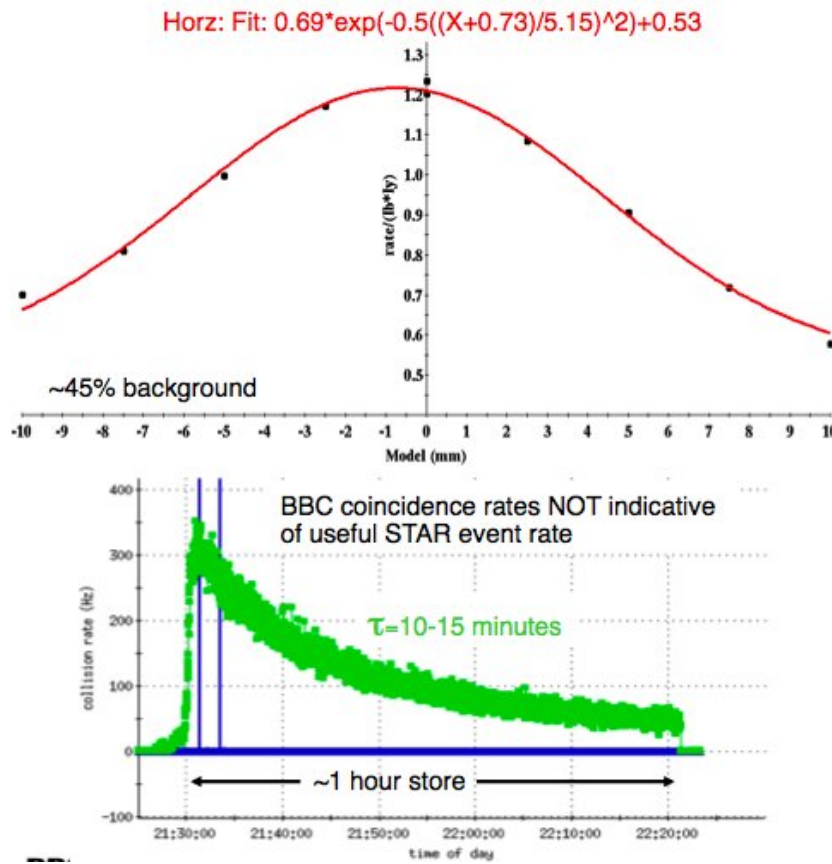 Horz: Fit: 0.69*exp(-0.5((X+0.73)/5.15)^2)+0.53
1.3
1.2
1.1
1.0
0.9
0.8
0.7
0.6
0.5
rate/(Ib*Iy)
~45% background
-10 -9 -8 -7 -6 -5 -4 -3 -2 -1 0 1 2 3 4 5 6 7 8 9 10
Model (mm)
400
300
200
100
0
-100
collision rate (Hz)
BBC coincidence rates NOT indicative
of useful STAR event rate
τ=10-15 minutes
~1 hour store
21:30:00 21:40:00 21:50:00 22:00:00 22:10:00 22:20:00
time of day